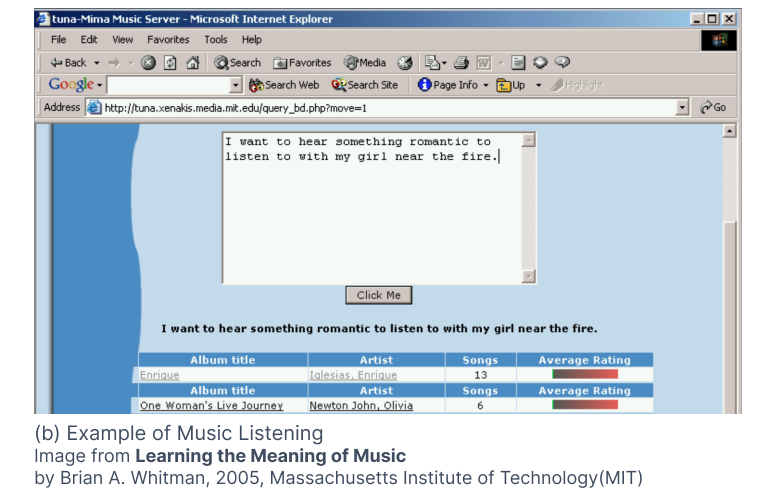 tuna-Mima Music Server - Microsoft Internet Explorer
File Edit View Favorites Tools Help
Back Search Favorites Media
Google Search Web Search Site Page Info Up Highlight
Address http://tuna.xenakis.media.mit.edu/query_bd.php?move=1 Go
I want to hear something romantic to
listen to with my girl near the fire.
Click Me
I want to hear something romantic to listen to with my girl near the fire.
Album title Artist Songs Average Rating
Enrique Iglesias, Enrique 13
Album title Artist Songs Average Rating
One Woman's Live Journey Newton John, Olivia 6
(b) Example of Music Listening
Image from Learning the Meaning of Music
by Brian A. Whitman, 2005, Massachusetts Institute of Technology(MIT)